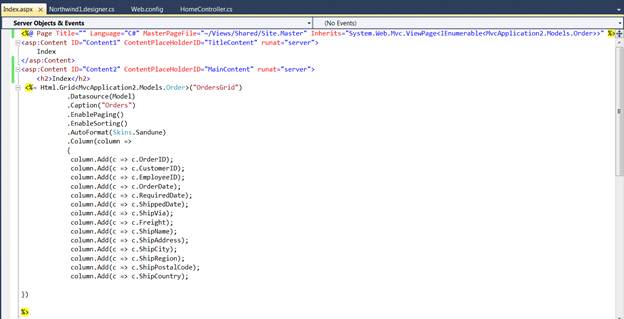 Index.aspx × Northwind1.designer.cs Web.config HomeController.cs
Server Objects & Events (No Events)
<%@ Page Title="" Language="C#" MasterPageFile="~/Views/Shared/Site.Master" Inherits="System.Web.Mvc.ViewPage<IEnumerable<MvcApplication2.Models.Order>>" %>
<asp:Content ID="Content1" ContentPlaceHolderID="TitleContent" runat="server">
Index
</asp:Content>
<asp:Content ID="Content2" ContentPlaceHolderID="MainContent" runat="server">
<h2>Index</h2>
<%= Html.Grid<MvcApplication2.Models.Order>("OrdersGrid")
.Datasource(Model)
.Caption("Orders")
.EnablePaging()
.EnableSorting()
.AutoFormat(Skins.Sandune)
.Column(column =>
{
column.Add(c => c.OrderID);
column.Add(c => c.CustomerID);
column.Add(c => c.EmployeeID);
column.Add(c => c.OrderDate);
column.Add(c => c.RequiredDate);
column.Add(c => c.ShippedDate);
column.Add(c => c.ShipVia);
column.Add(c => c.Freight);
column.Add(c => c.ShipName);
column.Add(c => c.ShipAddress);
column.Add(c => c.ShipCity);
column.Add(c => c.ShipRegion);
column.Add(c => c.ShipPostalCode);
column.Add(c => c.ShipCountry);
})
%>